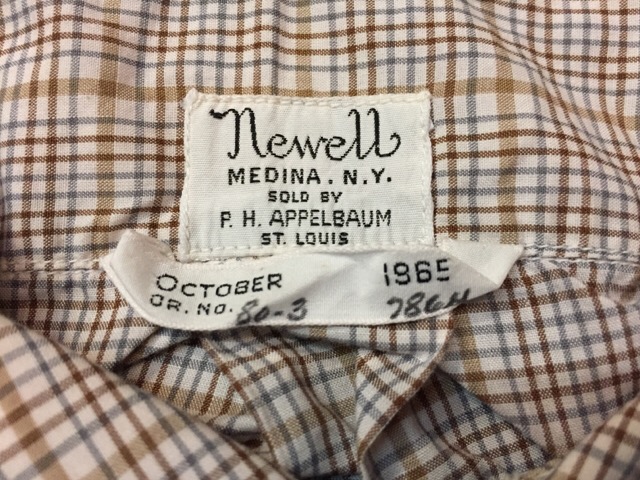 Newell
MEDINA. N.Y.
SOLD BY
P. H. APPELBAUM
ST. LOUIS
OCTOBER 1965
OR. NO. 80-3 7864